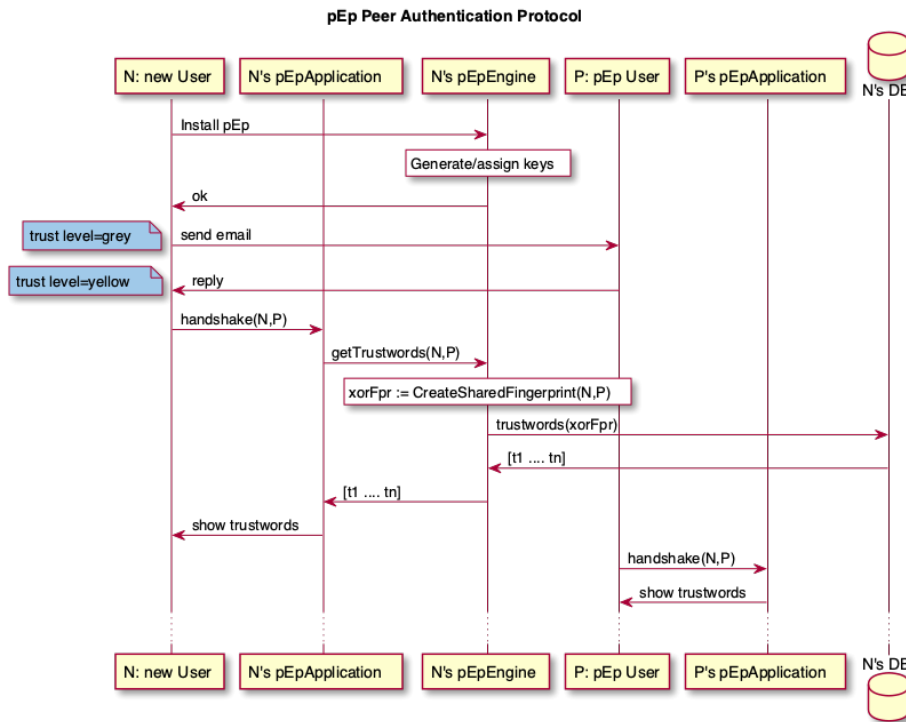 pEp Peer Authentication Protocol
N: new User
N's pEpApplication
N's pEpEngine
P: pEp User
P's pEpApplication
N's DB
Install pEp
Generate/assign keys
ok
trust level=grey
send email
trust level=yellow
reply
handshake(N,P)
getTrustwords(N,P)
xorFpr := CreateSharedFingerprint(N,P)
trustwords(xorFpr)
[t1 .... tn]
[t1 .... tn]
show trustwords
handshake(N,P)
show trustwords
N: new User
N's pEpApplication
N's pEpEngine
P: pEp User
P's pEpApplication
N's DB